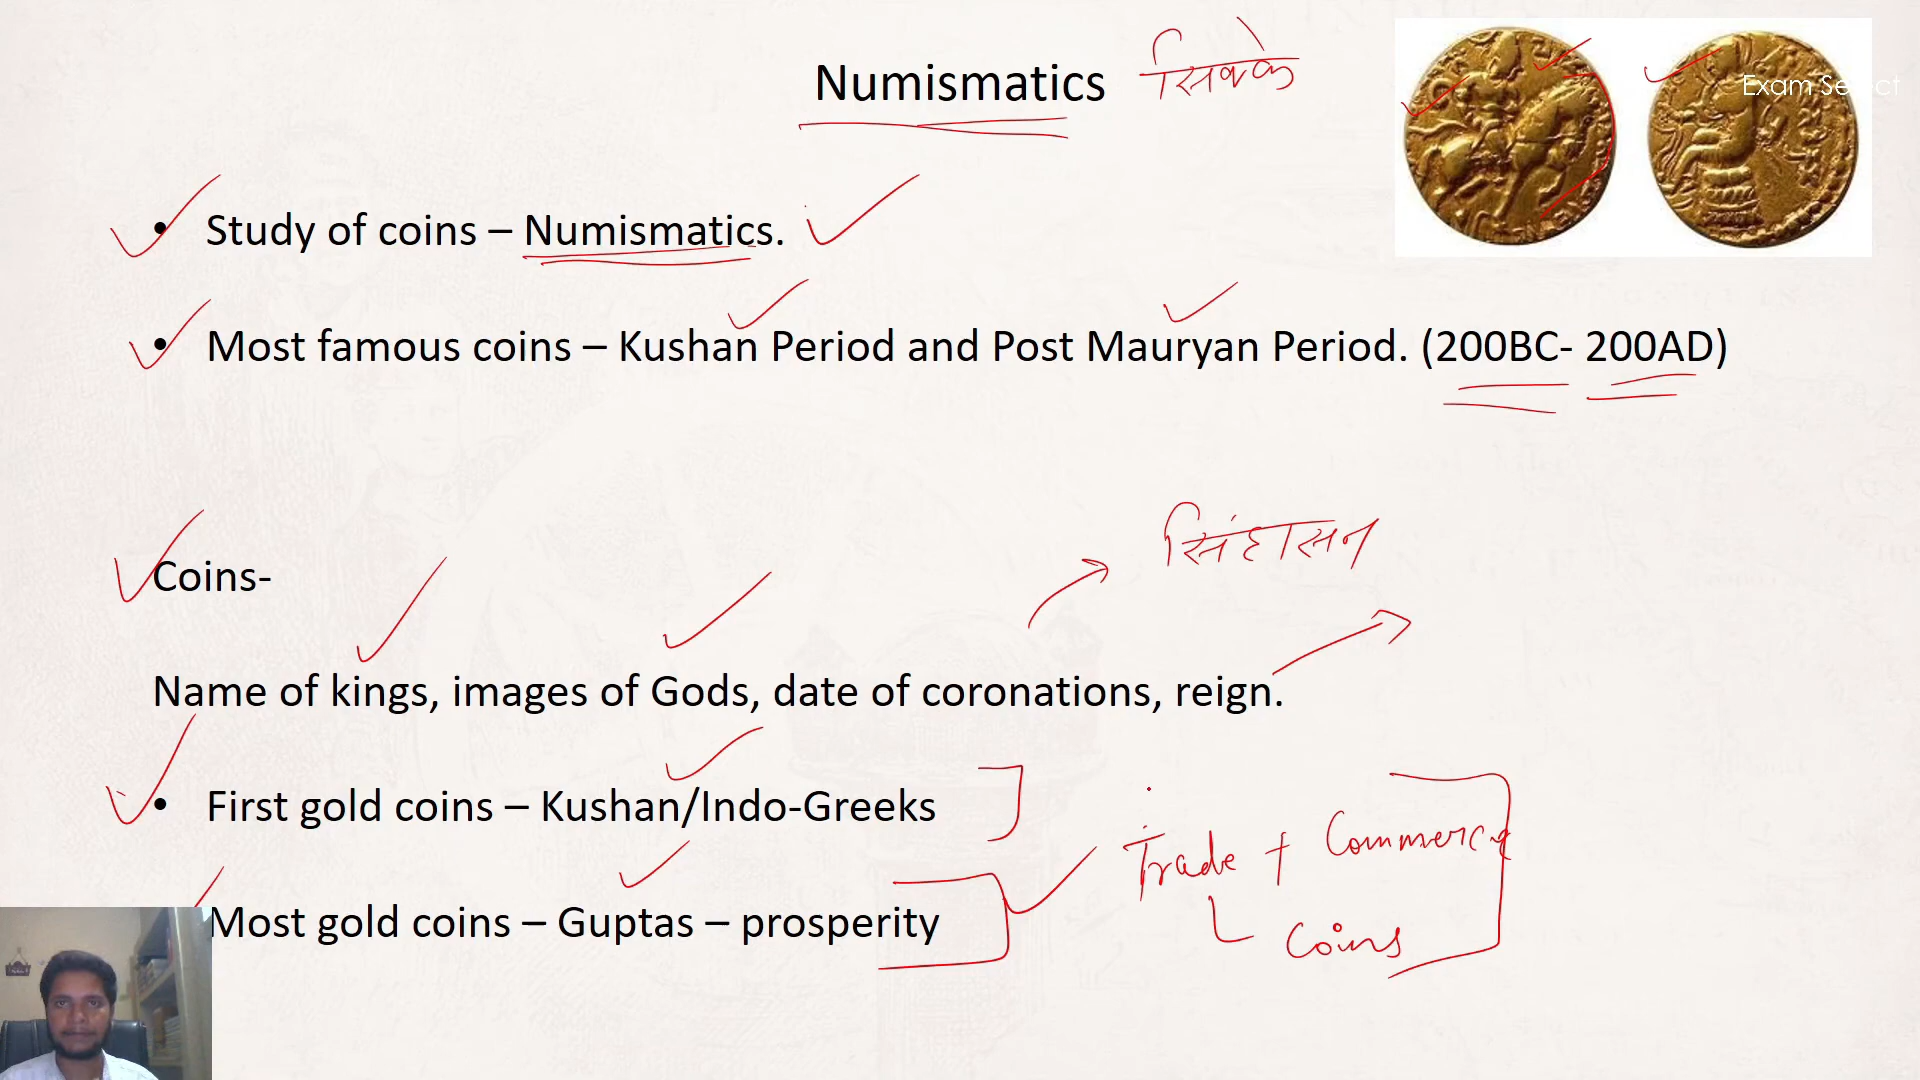 Numismatics सिक्के
Exam Select
• Study of coins – Numismatics.
• Most famous coins – Kushan Period and Post Mauryan Period. (200BC- 200AD)
सिंहासन
Coins-
Name of kings, images of Gods, date of coronations, reign.
• First gold coins – Kushan/Indo-Greeks
Trade + Commerce
Most gold coins – Guptas – prosperity
Coins